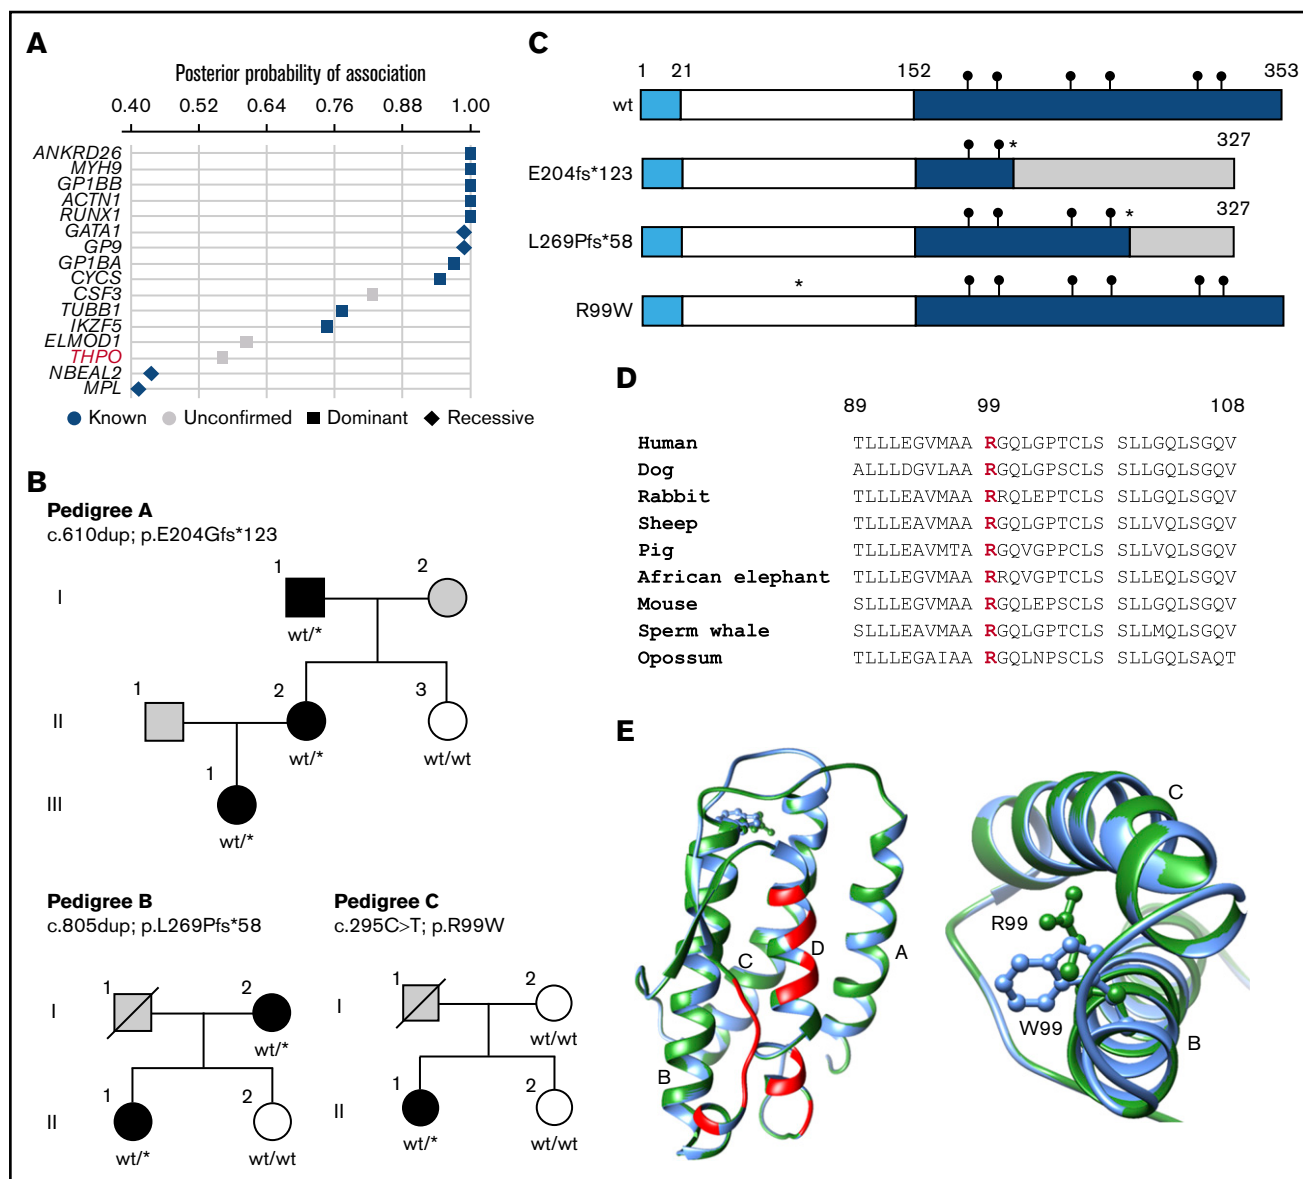 A
Posterior probability of association
0.40 0.52 0.64 0.76 0.88 1.00
ANKRD26
MYH9
GP1BB
ACTN1
RUNX1
GATA1
GP9
GP1BA
CYCS
CSF3
TUBB1
IKZF5
ELMOD1
THPO
NBEAL2
MPL
Known Unconfirmed Dominant Recessive
B
Pedigree A
c.610dup; p.E204Gfs*123
1 2
I
wt/*
1 2 3
II
wt/* wt/wt
1
III
wt/*
Pedigree B
c.805dup; p.L269Pfs*58
1 2
I
wt/*
1 2
II
wt/* wt/wt
Pedigree C
c.295C>T; p.R99W
1 2
I
wt/wt
1 2
II
wt/* wt/wt
C
1 21 152 353
wt
* 327
E204fs*123
* 327
L269Pfs*58
*
R99W
D
89 99 108
Human TLLLEGVMAA RGQLGPTCLS SLLGQLSGQV
Dog ALLLDGVLAA RGQLGPSCLS SLLGQLSGQV
Rabbit TLLLEAVMAA RRQLEPTCLS SLLGQLSGQV
Sheep TLLLEAVMAA RGQLGPTCLS SLLVQLSGQV
Pig TLLLEAVMTA RGQVGPPCLS SLLVQLSGQV
African elephant TLLLEGVMAA RRQVGPTCLS SLLEQLSGQV
Mouse SLLLEGVMAA RGQLEPSCLS SLLGQLSGQV
Sperm whale SLLLEAVMAA RGQLGPTCLS SLLMQLSGQV
Opossum TLLLEGAIAA RGQLNPSCLS SLLGQLSAQT
E
C D A
B
C
R99
W99
B